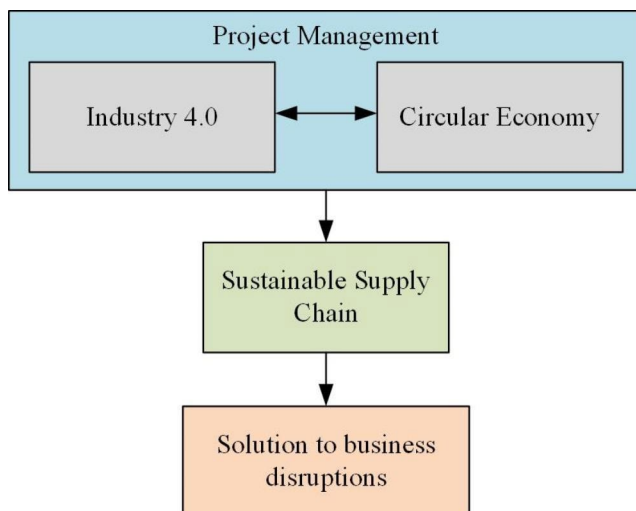 Project Management
Industry 4.0
Circular Economy
Sustainable Supply
Chain
Solution to business
disruptions